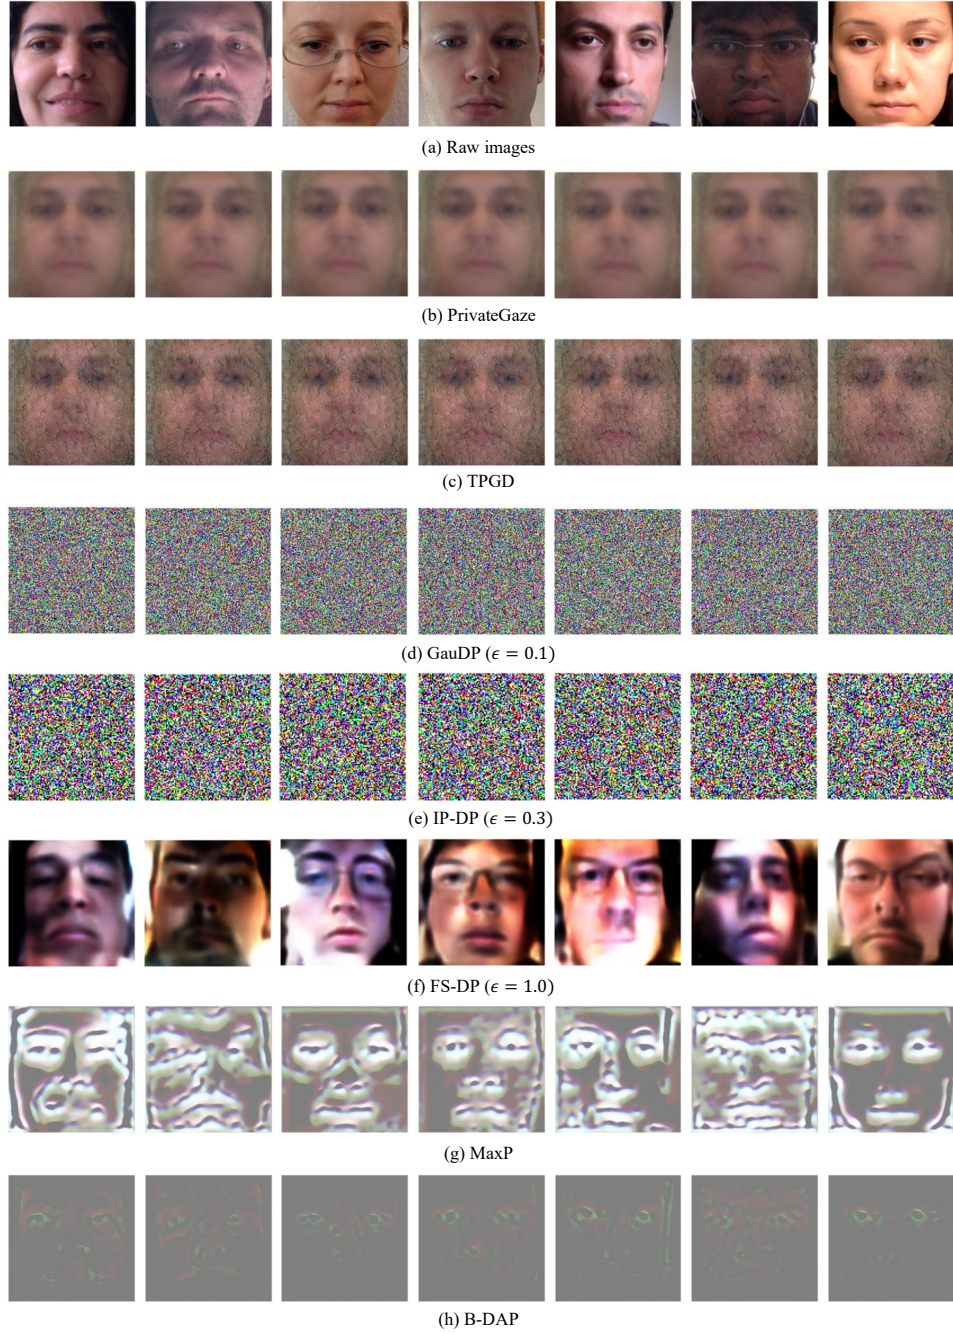 (a) Raw images
(b) PrivateGaze
(c) TPGD
(d) GauDP (ϵ = 0.1)
(e) IP-DP (ϵ = 0.3)
(f) FS-DP (ϵ = 1.0)
(g) MaxP
(h) B-DAP